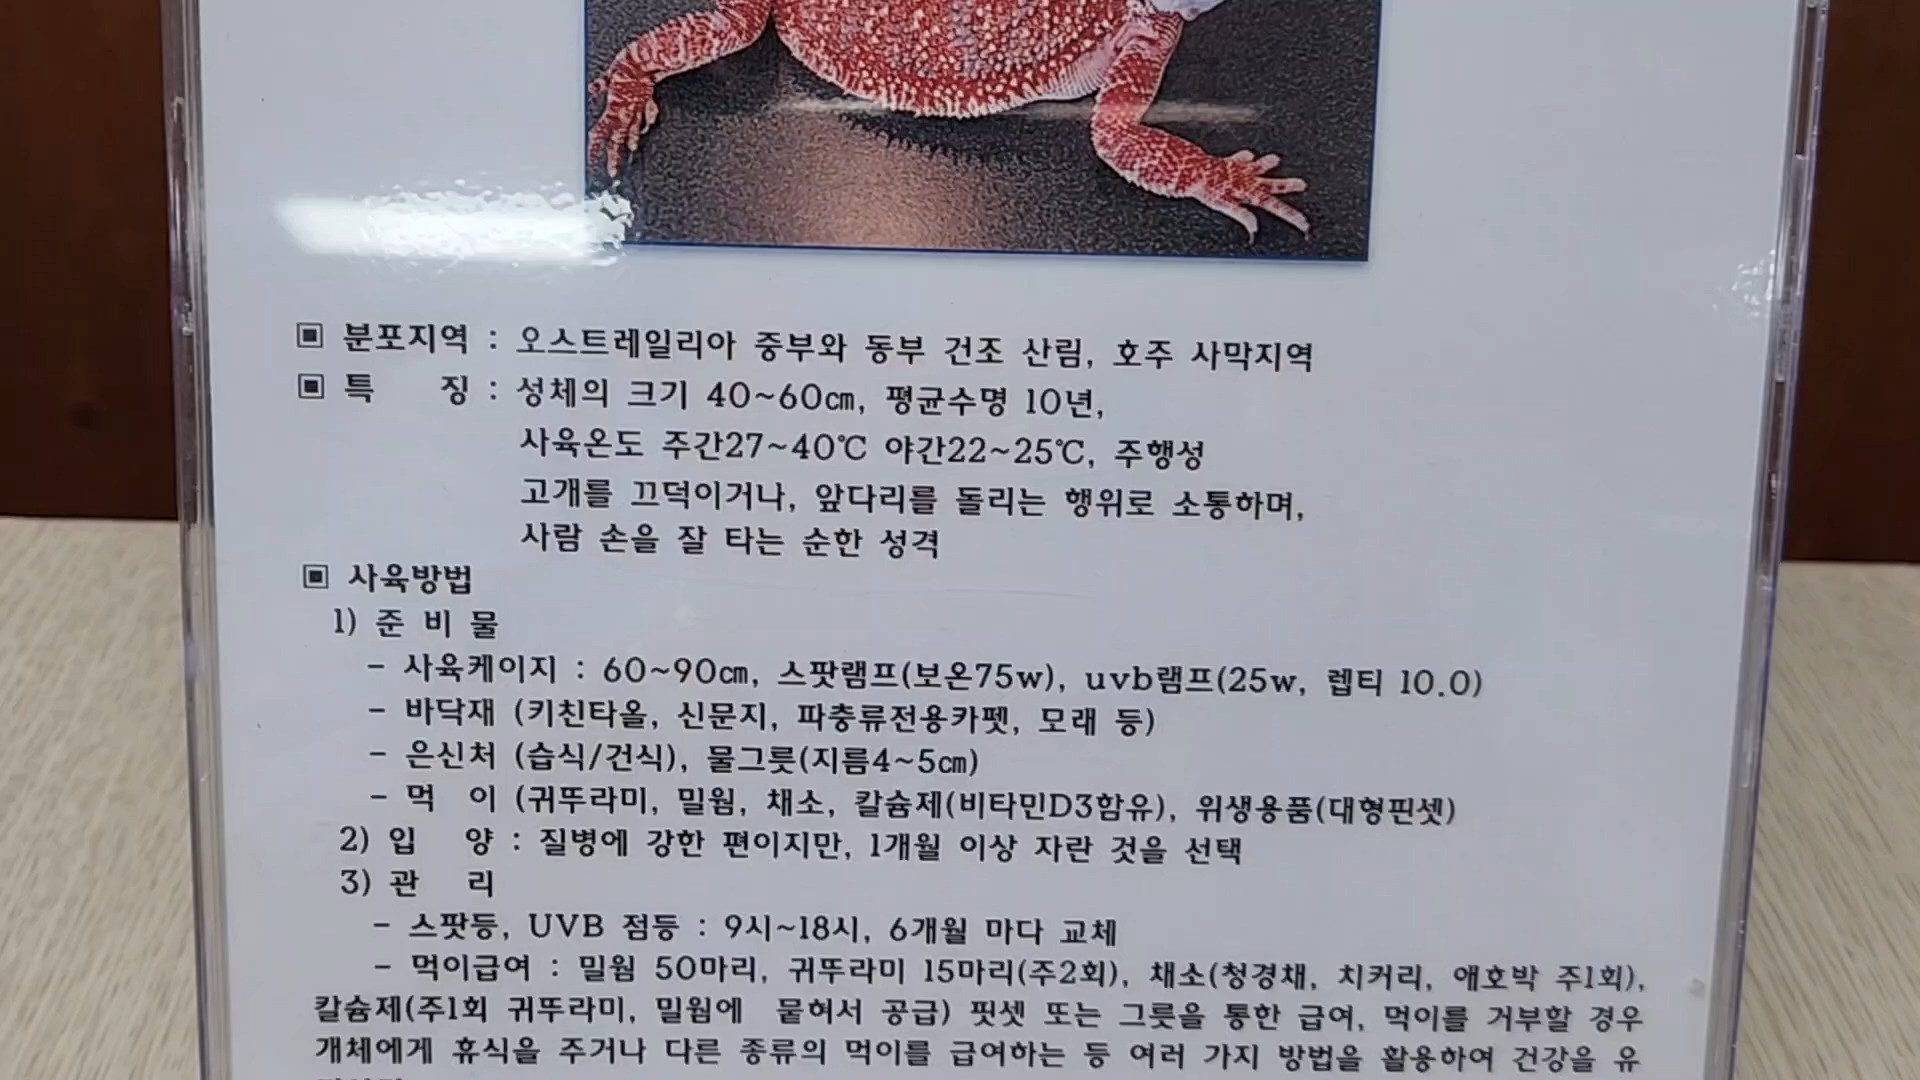 ▣ 분포지역 : 오스트레일리아 중부와 동부 건조 산림, 호주 사막지역
▣ 특 징 : 성체의 크기 40~60㎝, 평균수명 10년,
사육온도 주간27~40℃ 야간22~25℃, 주행성
고개를 끄덕이거나, 앞다리를 돌리는 행위로 소통하며,
사람 손을 잘 타는 순한 성격
▣ 사육방법
1) 준 비 물
- 사육케이지 : 60~90㎝, 스팟램프(보온75w), uvb램프(25w, 렙티 10.0)
- 바닥재 (키친타올, 신문지, 파충류전용카펫, 모래 등)
- 은신처 (습식/건식), 물그릇(지름4~5㎝)
- 먹 이 (귀뚜라미, 밀웜, 채소, 칼슘제(비타민D3함유), 위생용품(대형핀셋)
2) 입 양 : 질병에 강한 편이지만, 1개월 이상 자란 것을 선택
3) 관 리
- 스팟등, UVB 점등 : 9시~18시, 6개월 마다 교체
- 먹이급여 : 밀웜 50마리, 귀뚜라미 15마리(주2회), 채소(청경채, 치커리, 애호박 주1회),
칼슘제(주1회 귀뚜라미, 밀웜에 묻혀서 공급) 핏셋 또는 그릇을 통한 급여, 먹이를 거부할 경우
개체에게 휴식을 주거나 다른 종류의 먹이를 급여하는 등 여러 가지 방법을 활용하여 건강을 유